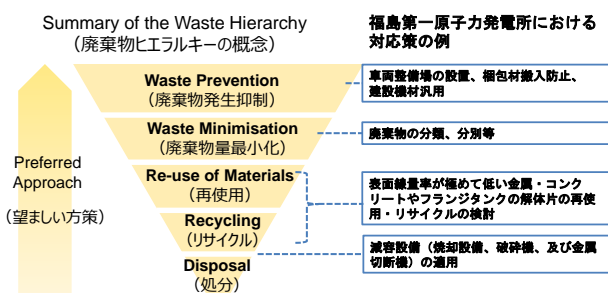 Summary of the Waste Hierarchy
(廃棄物ヒエラルキーの概念)
福島第一原子力発電所における
対応策の例
Waste Prevention
(廃棄物発生抑制)
車両整備場の設置、梱包材搬入防止、
建設機材汎用
Waste Minimisation
(廃棄物量最小化)
廃棄物の分類、分別等
Preferred
Approach
(望ましい方策)
Re-use of Materials
(再使用)
Recycling
(リサイクル)
表面線量率が極めて低い金属・コンク
リートやフランジタンクの解体片の再使
用・リサイクルの検討
Disposal
(処分)
減容設備(焼却設備、破砕機、及び金属
切断機)の適用